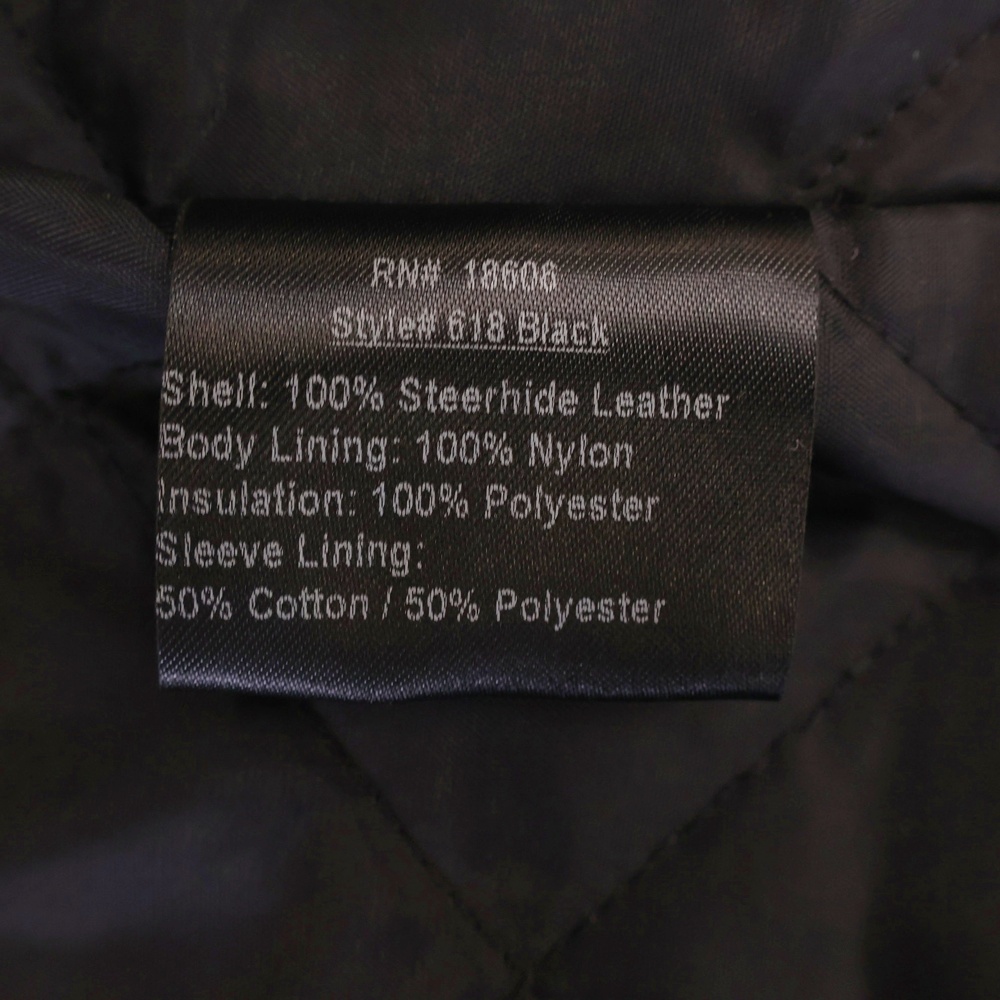 RN# 18606
Style# 618 Black
Shell: 100% Steerhide Leather
Body Lining: 100% Nylon
Insulation: 100% Polyester
Sleeve Lining:
50% Cotton / 50% Polyester